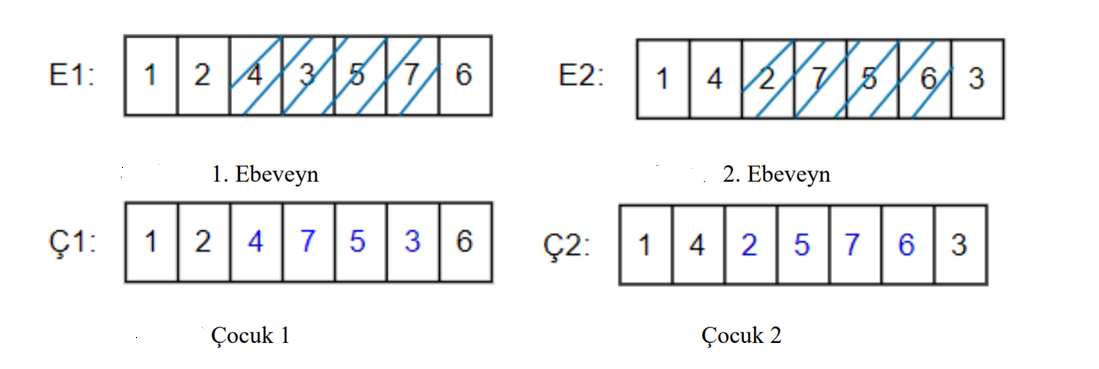 E1: 1 2 4 3 5 7 6 E2: 1 4 2 7 5 6 3
1. Ebeveyn 2. Ebeveyn
Ç1: 1 2 4 7 5 3 6 Ç2: 1 4 2 5 7 6 3
Çocuk 1 Çocuk 2